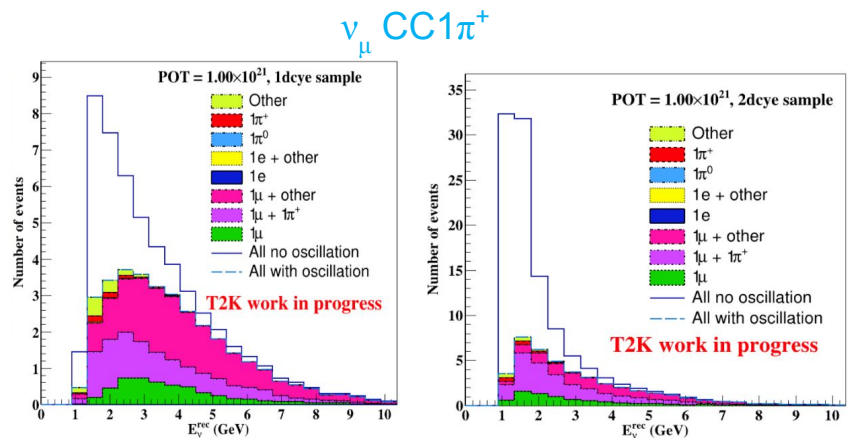 ν_μ CC1π⁺
POT = 1.00×10²¹, 1dcye sample
Other
1π⁺
1π⁰
1e + other
1e
1μ + other
1μ + 1π⁺
1μ
All no oscillation
All with oscillation
T2K work in progress
Number of events
9
8
7
6
5
4
3
2
1
0
0 1 2 3 4 5 6 7 8 9 10
E_ν^rec (GeV)
POT = 1.00×10²¹, 2dcye sample
Other
1π⁺
1π⁰
1e + other
1e
1μ + other
1μ + 1π⁺
1μ
All no oscillation
All with oscillation
T2K work in progress
Number of events
35
30
25
20
15
10
5
0
0 1 2 3 4 5 6 7 8 9 10
E_ν^rec (GeV)